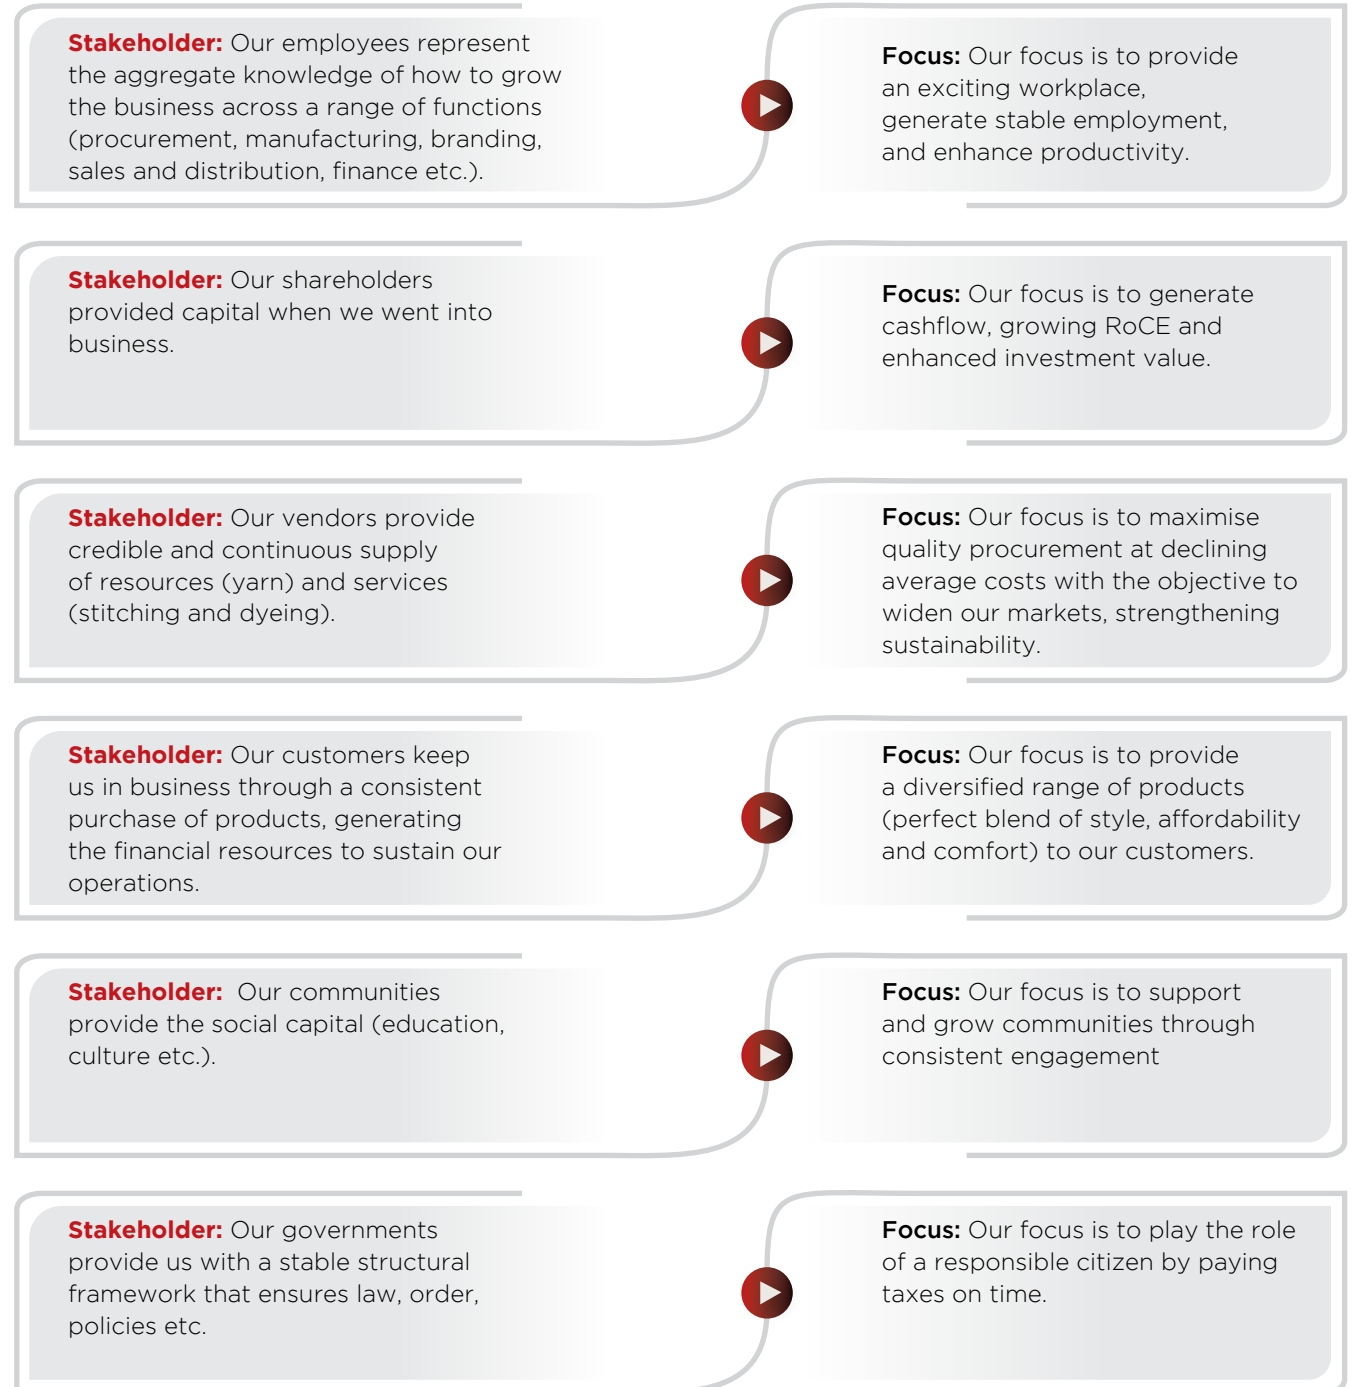 Stakeholder: Our employees represent
the aggregate knowledge of how to grow
the business across a range of functions
(procurement, manufacturing, branding,
sales and distribution, finance etc.).
Focus: Our focus is to provide
an exciting workplace,
generate stable employment,
and enhance productivity.
Stakeholder: Our shareholders
provided capital when we went into
business.
Focus: Our focus is to generate
cashflow, growing RoCE and
enhanced investment value.
Stakeholder: Our vendors provide
credible and continuous supply
of resources (yarn) and services
(stitching and dyeing).
Focus: Our focus is to maximise
quality procurement at declining
average costs with the objective to
widen our markets, strengthening
sustainability.
Stakeholder: Our customers keep
us in business through a consistent
purchase of products, generating
the financial resources to sustain our
operations.
Focus: Our focus is to provide
a diversified range of products
(perfect blend of style, affordability
and comfort) to our customers.
Stakeholder: Our communities
provide the social capital (education,
culture etc.).
Focus: Our focus is to support
and grow communities through
consistent engagement
Stakeholder: Our governments
provide us with a stable structural
framework that ensures law, order,
policies etc.
Focus: Our focus is to play the role
of a responsible citizen by paying
taxes on time.